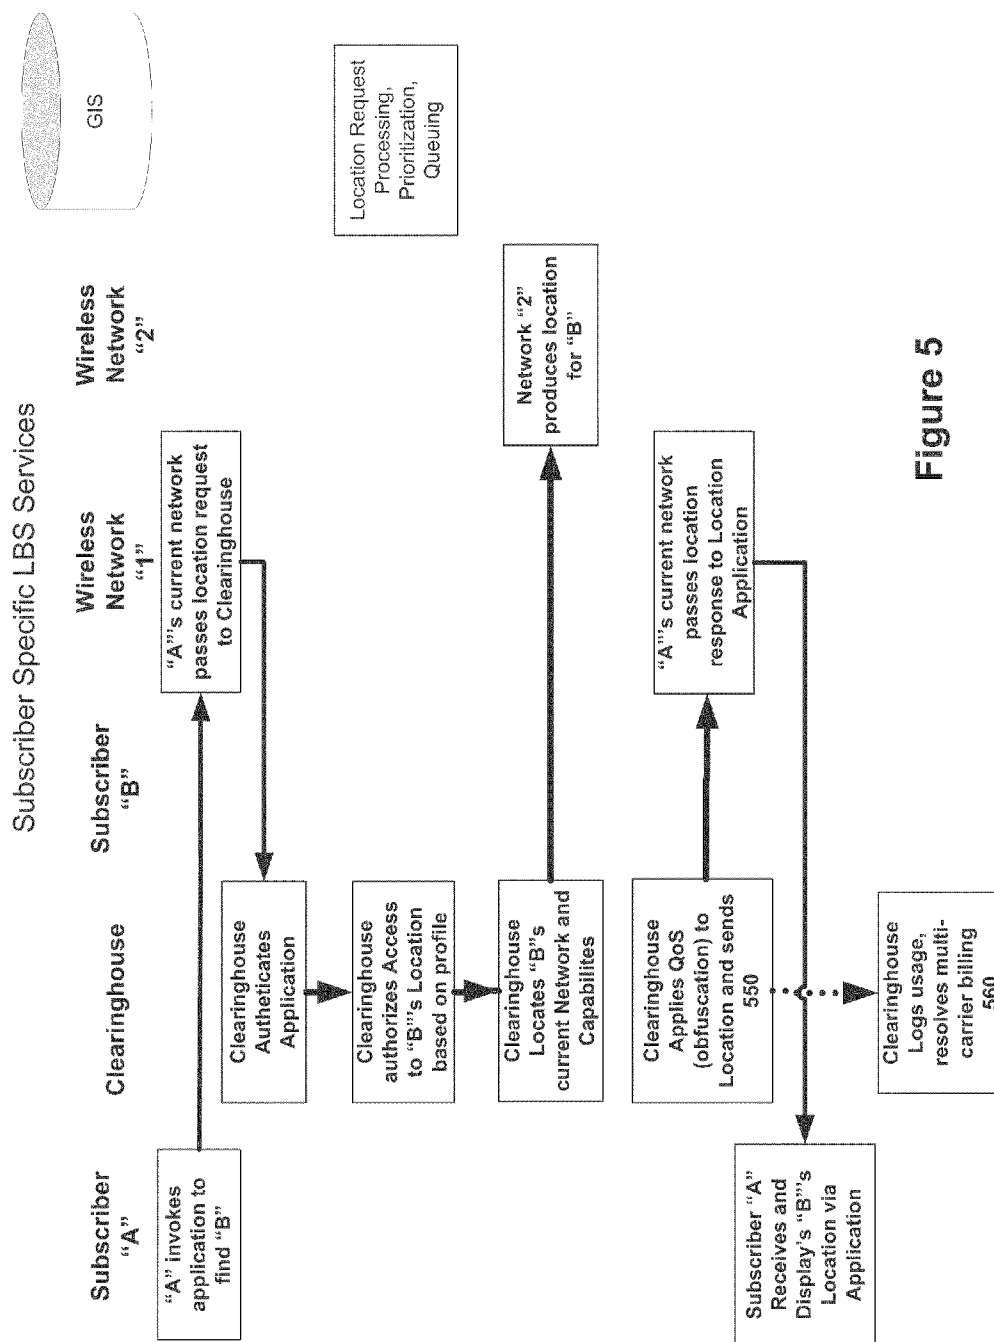 Subscriber Specific LBS Services
Subscriber
“A”
Clearinghouse
Subscriber
“B”
Wireless
Network
“1”
Wireless
Network
“2”
GIS
“A” invokes
application to
find “B”
“A”’s current network
passes location request
to Clearinghouse
Clearinghouse
Autheticates
Application
Location Request
Processing,
Prioritization,
Queuing
Clearinghouse
authorizes Access
to “B”’s Location
based on profile
Clearinghouse
Locates “B”s
current Network and
Capabilites
Network “2”
produces location
for “B”
Clearinghouse
Applies QoS
(obfuscation) to
Location and sends
550
“A”’s current network
passes location
response to Location
Application
Subscriber “A”
Receives and
Display’s “B”’s
Location via
Application
Clearinghouse
Logs usage,
resolves multi-
carrier billing
560
Figure 5